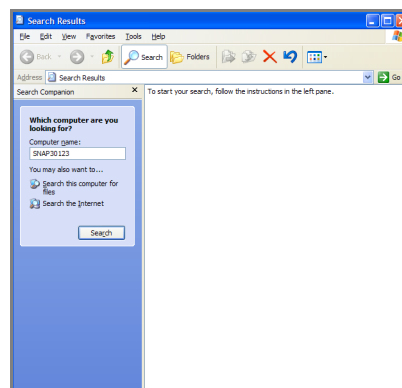 Search Results
File Edit View Favorites Tools Help
Back Search Folders
Address Search Results Go
Search Companion
To start your search, follow the instructions in the left pane.
Which computer are you
looking for?
Computer name:
SNAP30123
You may also want to...
Search this computer for
files
Search the Internet
Search